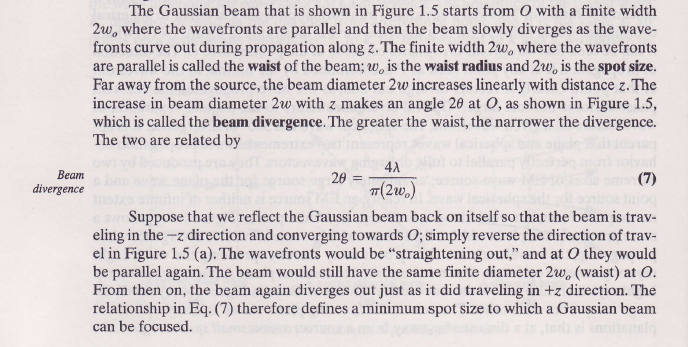 The Gaussian beam that is shown in Figure 1.5 starts from O with a finite width
2wₒ where the wavefronts are parallel and then the beam slowly diverges as the wave-
fronts curve out during propagation along z. The finite width 2wₒ where the wavefronts
are parallel is called the waist of the beam; wₒ is the waist radius and 2wₒ is the spot size.
Far away from the source, the beam diameter 2w increases linearly with distance z. The
increase in beam diameter 2w with z makes an angle 2θ at O, as shown in Figure 1.5,
which is called the beam divergence. The greater the waist, the narrower the divergence.
The two are related by
Beam
divergence
2θ = 4λ / π(2wₒ) (7)
Suppose that we reflect the Gaussian beam back on itself so that the beam is trav-
eling in the −z direction and converging towards O; simply reverse the direction of trav-
el in Figure 1.5 (a). The wavefronts would be “straightening out,” and at O they would
be parallel again. The beam would still have the same finite diameter 2wₒ (waist) at O.
From then on, the beam again diverges out just as it did traveling in +z direction. The
relationship in Eq. (7) therefore defines a minimum spot size to which a Gaussian beam
can be focused.